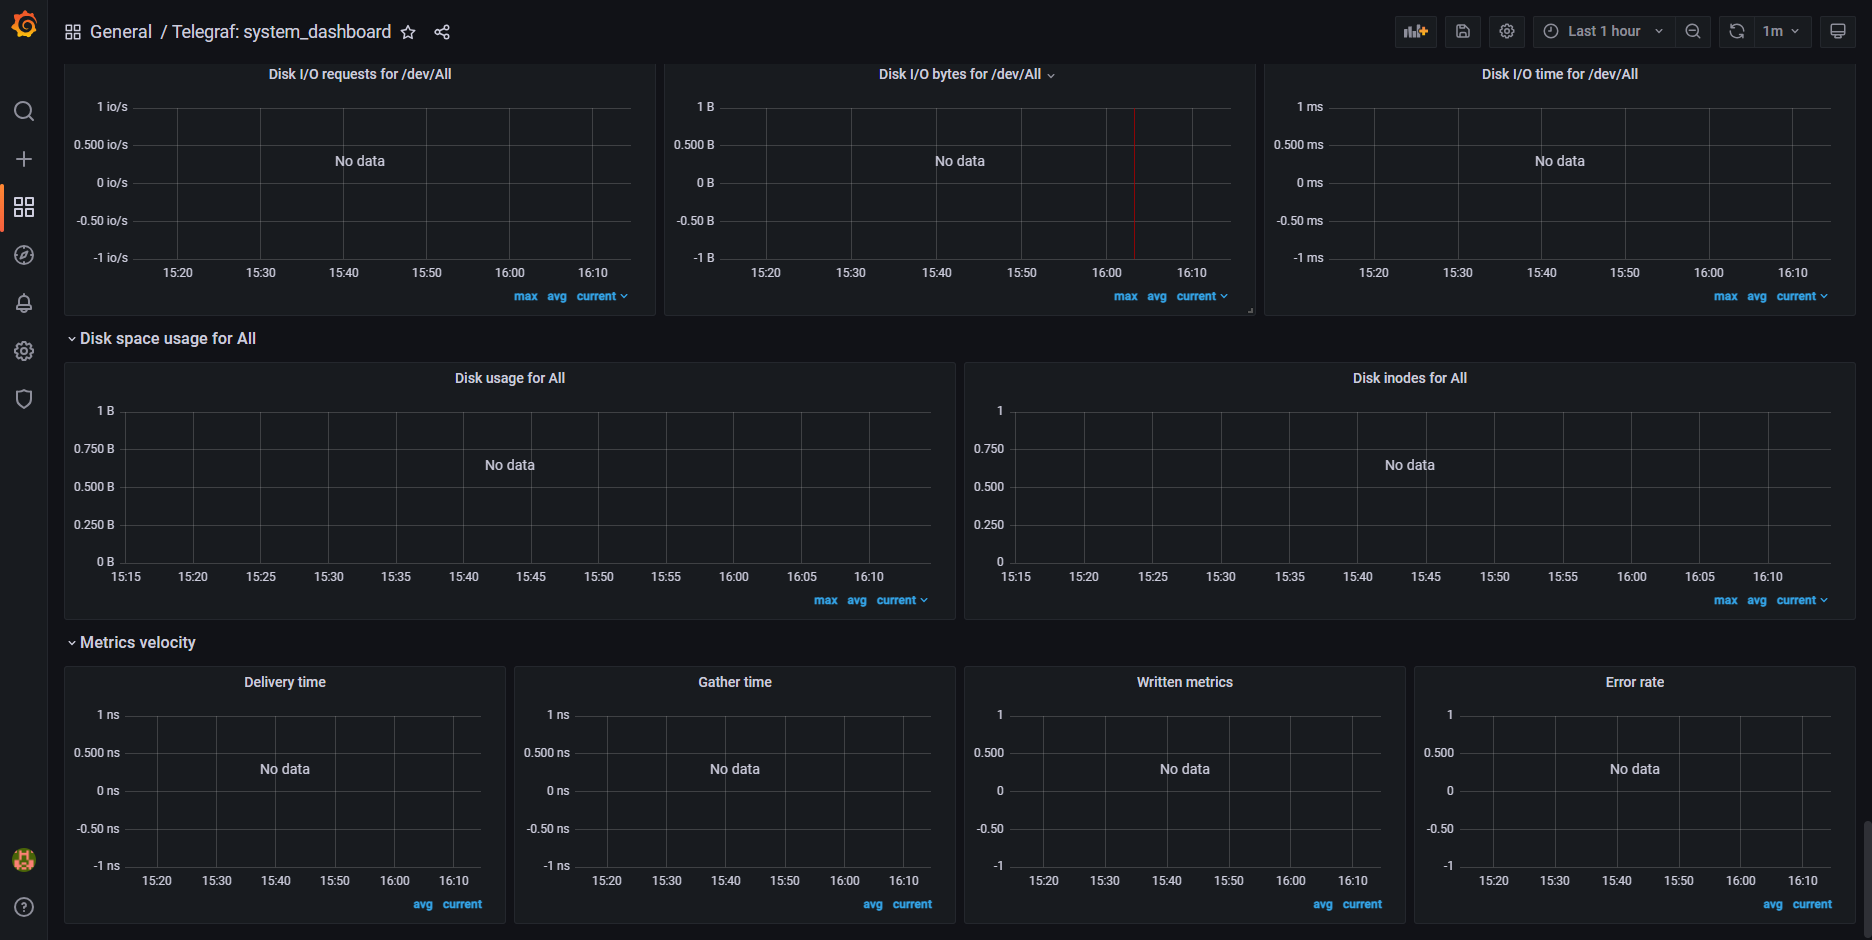 General / Telegraf: system_dashboard
Last 1 hour
1m
Disk I/O requests for /dev/All
1 io/s
0.500 io/s
0 io/s
-0.50 io/s
-1 io/s
No data
15:20 15:30 15:40 15:50 16:00 16:10
max avg current
Disk I/O bytes for /dev/All
1 B
0.500 B
0 B
-0.50 B
-1 B
No data
15:20 15:30 15:40 15:50 16:00 16:10
max avg current
Disk I/O time for /dev/All
1 ms
0.500 ms
0 ms
-0.50 ms
-1 ms
No data
15:20 15:30 15:40 15:50 16:00 16:10
max avg current
Disk space usage for All
Disk usage for All
1 B
0.750 B
0.500 B
0.250 B
0 B
No data
15:15 15:20 15:25 15:30 15:35 15:40 15:45 15:50 15:55 16:00 16:05 16:10
max avg current
Disk inodes for All
1
0.750
0.500
0.250
0
No data
15:15 15:20 15:25 15:30 15:35 15:40 15:45 15:50 15:55 16:00 16:05 16:10
max avg current
Metrics velocity
Delivery time
1 ns
0.500 ns
0 ns
-0.50 ns
-1 ns
No data
15:20 15:30 15:40 15:50 16:00 16:10
avg current
Gather time
1 ns
0.500 ns
0 ns
-0.50 ns
-1 ns
No data
15:20 15:30 15:40 15:50 16:00 16:10
avg current
Written metrics
1
0.500
0
-0.50
-1
No data
15:20 15:30 15:40 15:50 16:00 16:10
avg current
Error rate
1
0.500
0
-0.50
-1
No data
15:20 15:30 15:40 15:50 16:00 16:10
avg current